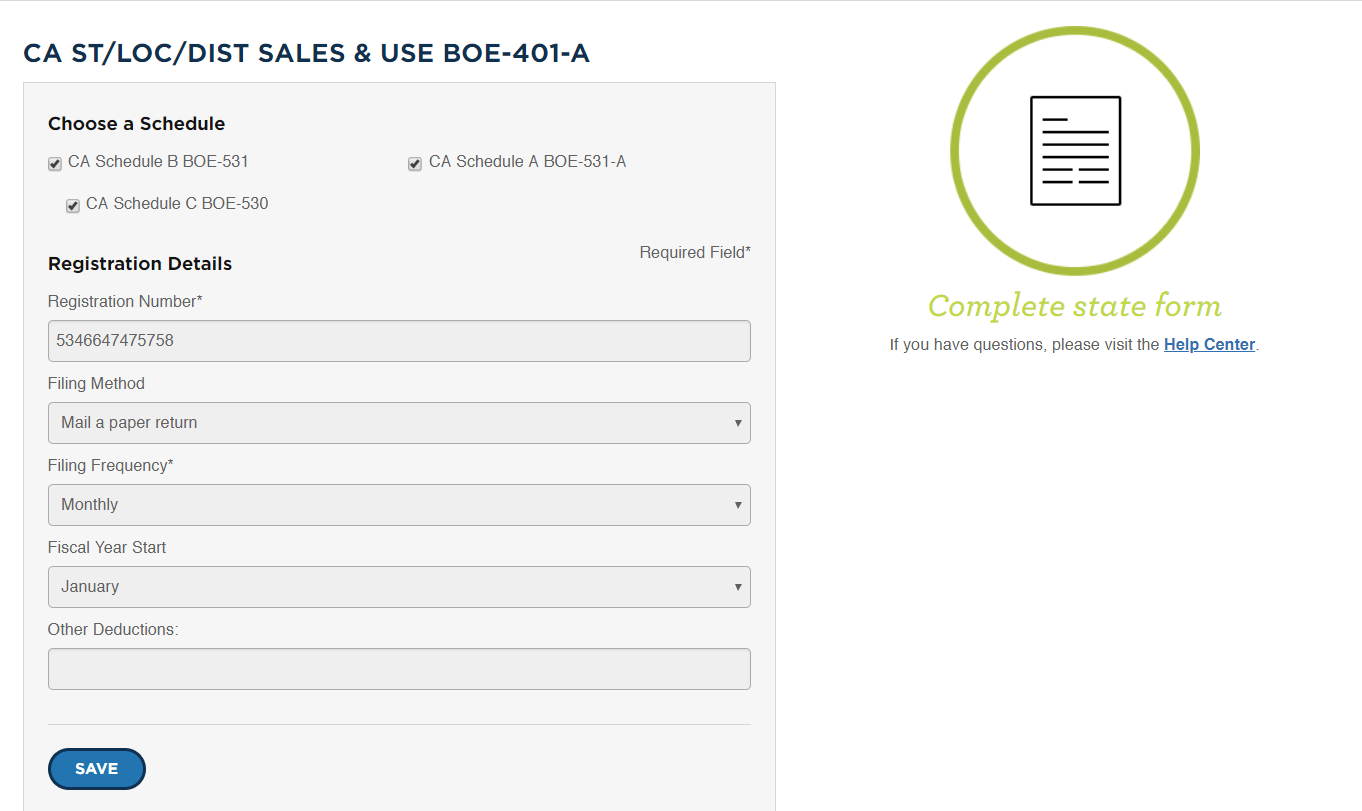 CA ST/LOC/DIST SALES & USE BOE-401-A
Choose a Schedule
CA Schedule B BOE-531
CA Schedule A BOE-531-A
CA Schedule C BOE-530
Required Field*
Registration Details
Registration Number*
5346647475758
Filing Method
Mail a paper return
Filing Frequency*
Monthly
Fiscal Year Start
January
Other Deductions:
SAVE
Complete state form
If you have questions, please visit the Help Center.